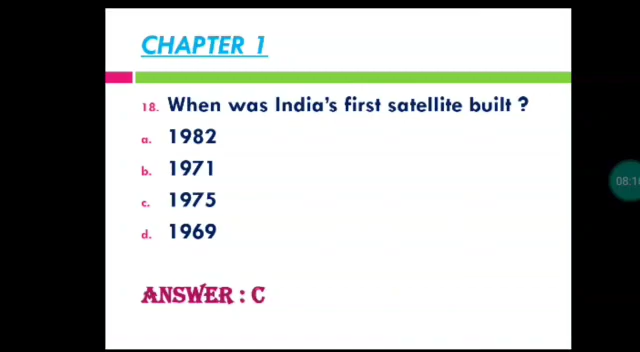 CHAPTER 1
18. When was India's first satellite built ?
a. 1982
b. 1971
c. 1975
d. 1969
ANSWER : C